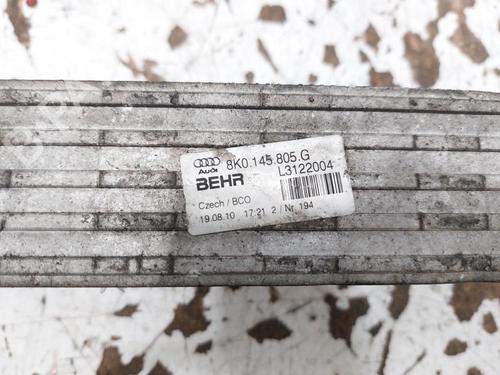 Audi 8K0.145.805.G
BEHR L3122004
Czech / BCO
19.08.10 17:21 2 / Nr. 194